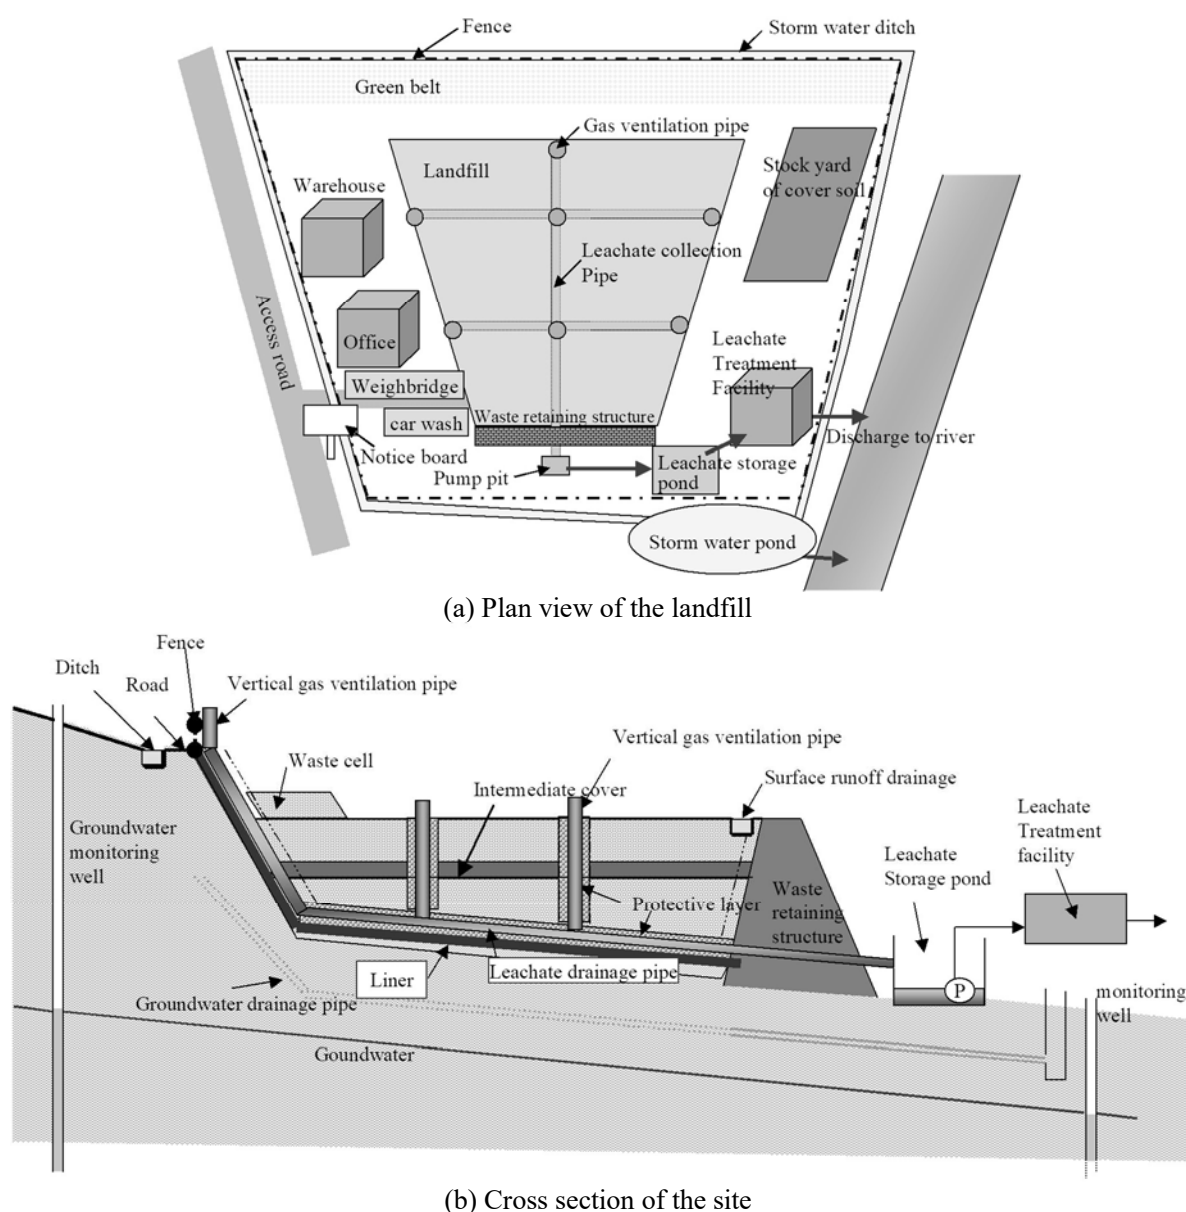 Fence
Storm water ditch
Green belt
Gas ventilation pipe
Landfill
Stock yard
of cover soil
Warehouse
Leachate collection
Pipe
Access road
Office
Leachate
Treatment
Facility
Weighbridge
car wash
Waste retaining structure
Discharge to river
Notice board
Pump pit
Leachate storage
pond
Storm water pond
(a) Plan view of the landfill
Fence
Ditch
Road
Vertical gas ventilation pipe
Vertical gas ventilation pipe
Waste cell
Surface runoff drainage
Intermediate cover
Leachate
Treatment
facility
Groundwater
monitoring
well
Leachate
Storage pond
Waste
retaining
structure
Protective layer
Leachate drainage pipe
Liner
P
Groundwater drainage pipe
monitoring
well
Goundwater
(b) Cross section of the site